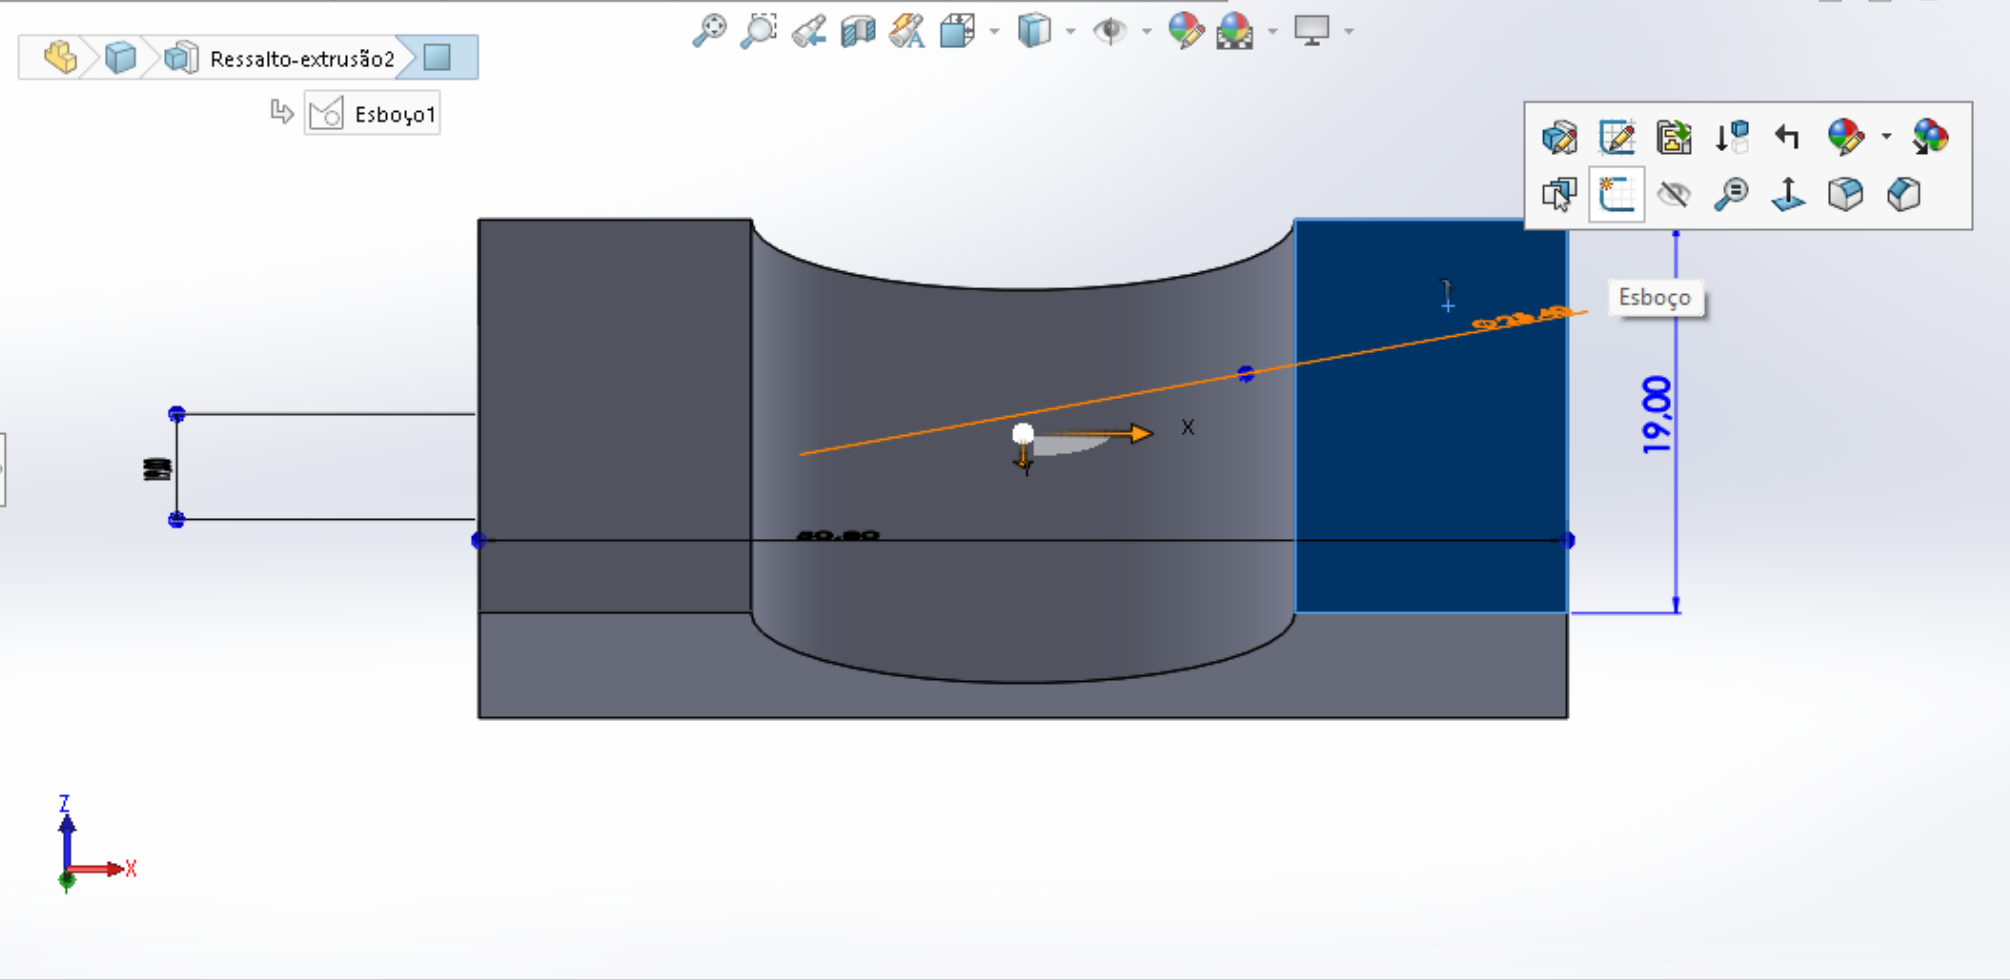 Ressalto-extrusão2
Esboço1
Esboço
19,00
X
Z
X